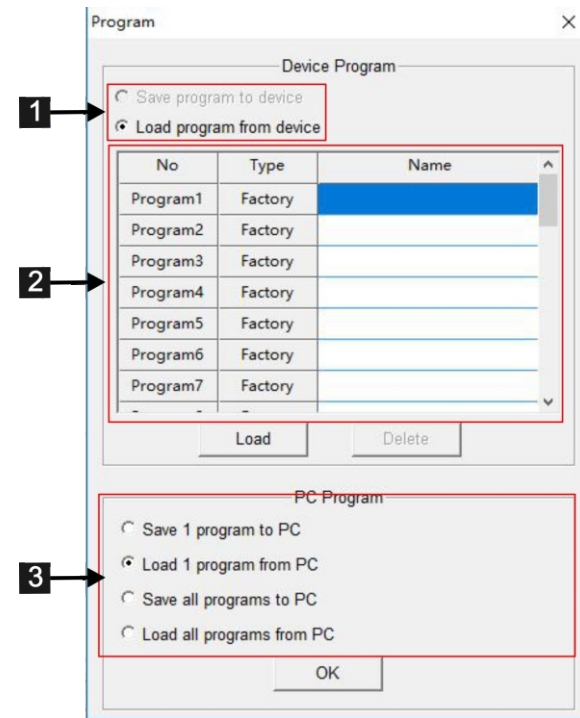 Program
Device Program
1
Save program to device
Load program from device
No Type Name
Program1 Factory
Program2 Factory
2
Program3 Factory
Program4 Factory
Program5 Factory
Program6 Factory
Program7 Factory
Load Delete
PC Program
Save 1 program to PC
3
Load 1 program from PC
Save all programs to PC
Load all programs from PC
OK